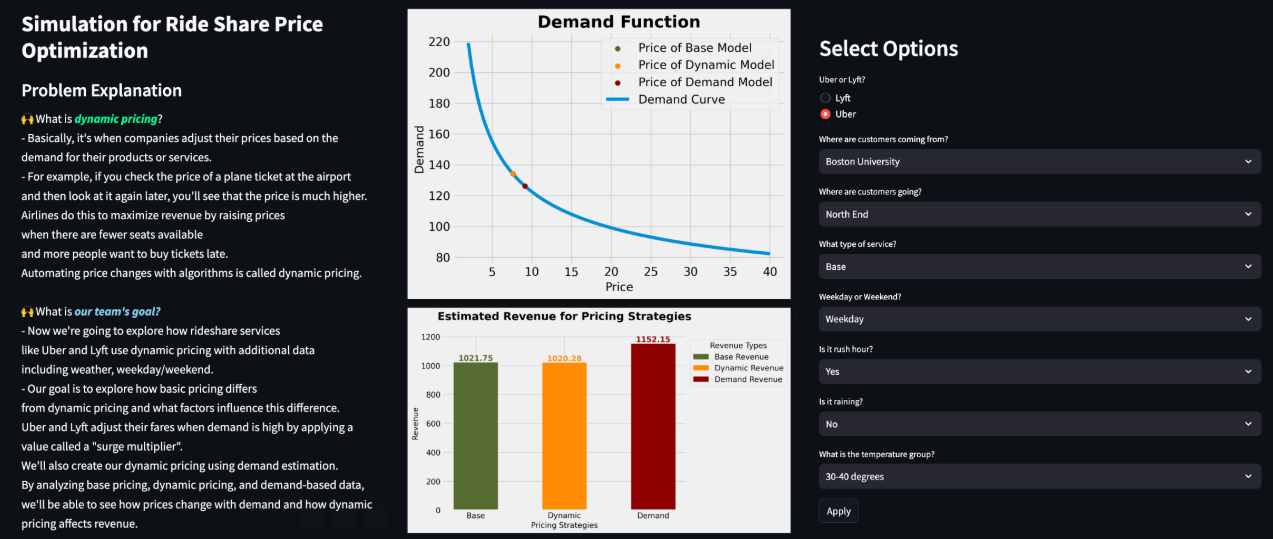 Simulation for Ride Share Price
Optimization
Problem Explanation
🙌 What is dynamic pricing?
- Basically, it's when companies adjust their prices based on the
demand for their products or services.
- For example, if you check the price of a plane ticket at the airport
and then look at it again later, you'll see that the price is much higher.
Airlines do this to maximize revenue by raising prices
when there are fewer seats available
and more people want to buy tickets late.
Automating price changes with algorithms is called dynamic pricing.
🙌 What is our team's goal?
- Now we're going to explore how rideshare services
like Uber and Lyft use dynamic pricing with additional data
including weather, weekday/weekend.
- Our goal is to explore how basic pricing differs
from dynamic pricing and what factors influence this difference.
Uber and Lyft adjust their fares when demand is high by applying a
value called a "surge multiplier".
We'll also create our dynamic pricing using demand estimation.
By analyzing base pricing, dynamic pricing, and demand-based data,
we'll be able to see how prices change with demand and how dynamic
pricing affects revenue.
Demand Function
Price of Base Model
Price of Dynamic Model
Price of Demand Model
Demand Curve
Demand
220
200
180
160
140
120
100
80
5 10 15 20 25 30 35 40
Price
Estimated Revenue for Pricing Strategies
Revenue Types
Base Revenue
Dynamic Revenue
Demand Revenue
1021.75 1020.28 1152.15
Revenue
1200
1000
800
600
400
200
0
Base Dynamic Demand
Pricing Strategies
Select Options
Uber or Lyft?
Lyft
Uber
Where are customers coming from?
Boston University
Where are customers going?
North End
What type of service?
Base
Weekday or Weekend?
Weekday
Is it rush hour?
Yes
Is it raining?
No
What is the temperature group?
30-40 degrees
Apply